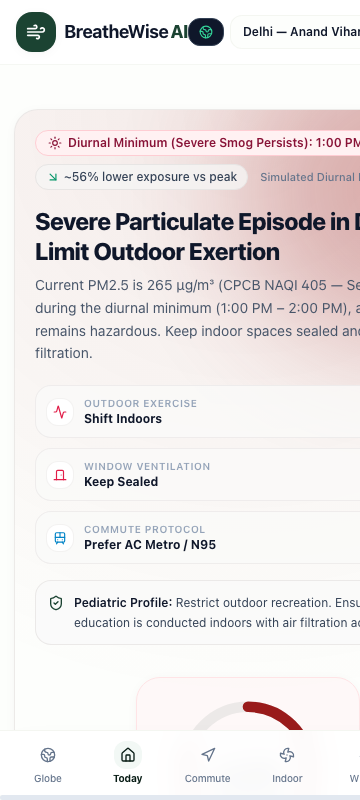 BreatheWise AI
Delhi — Anand Vihar
Diurnal Minimum (Severe Smog Persists): 1:00 PM
~56% lower exposure vs peak
Simulated Diurnal
Severe Particulate Episode in
Limit Outdoor Exertion
Current PM2.5 is 265 µg/m³ (CPCB NAQI 405 — Se
during the diurnal minimum (1:00 PM – 2:00 PM), a
remains hazardous. Keep indoor spaces sealed and
filtration.
OUTDOOR EXERCISE
Shift Indoors
WINDOW VENTILATION
Keep Sealed
COMMUTE PROTOCOL
Prefer AC Metro / N95
Pediatric Profile: Restrict outdoor recreation. Ensu
education is conducted indoors with air filtration a
Globe
Today
Commute
Indoor
W